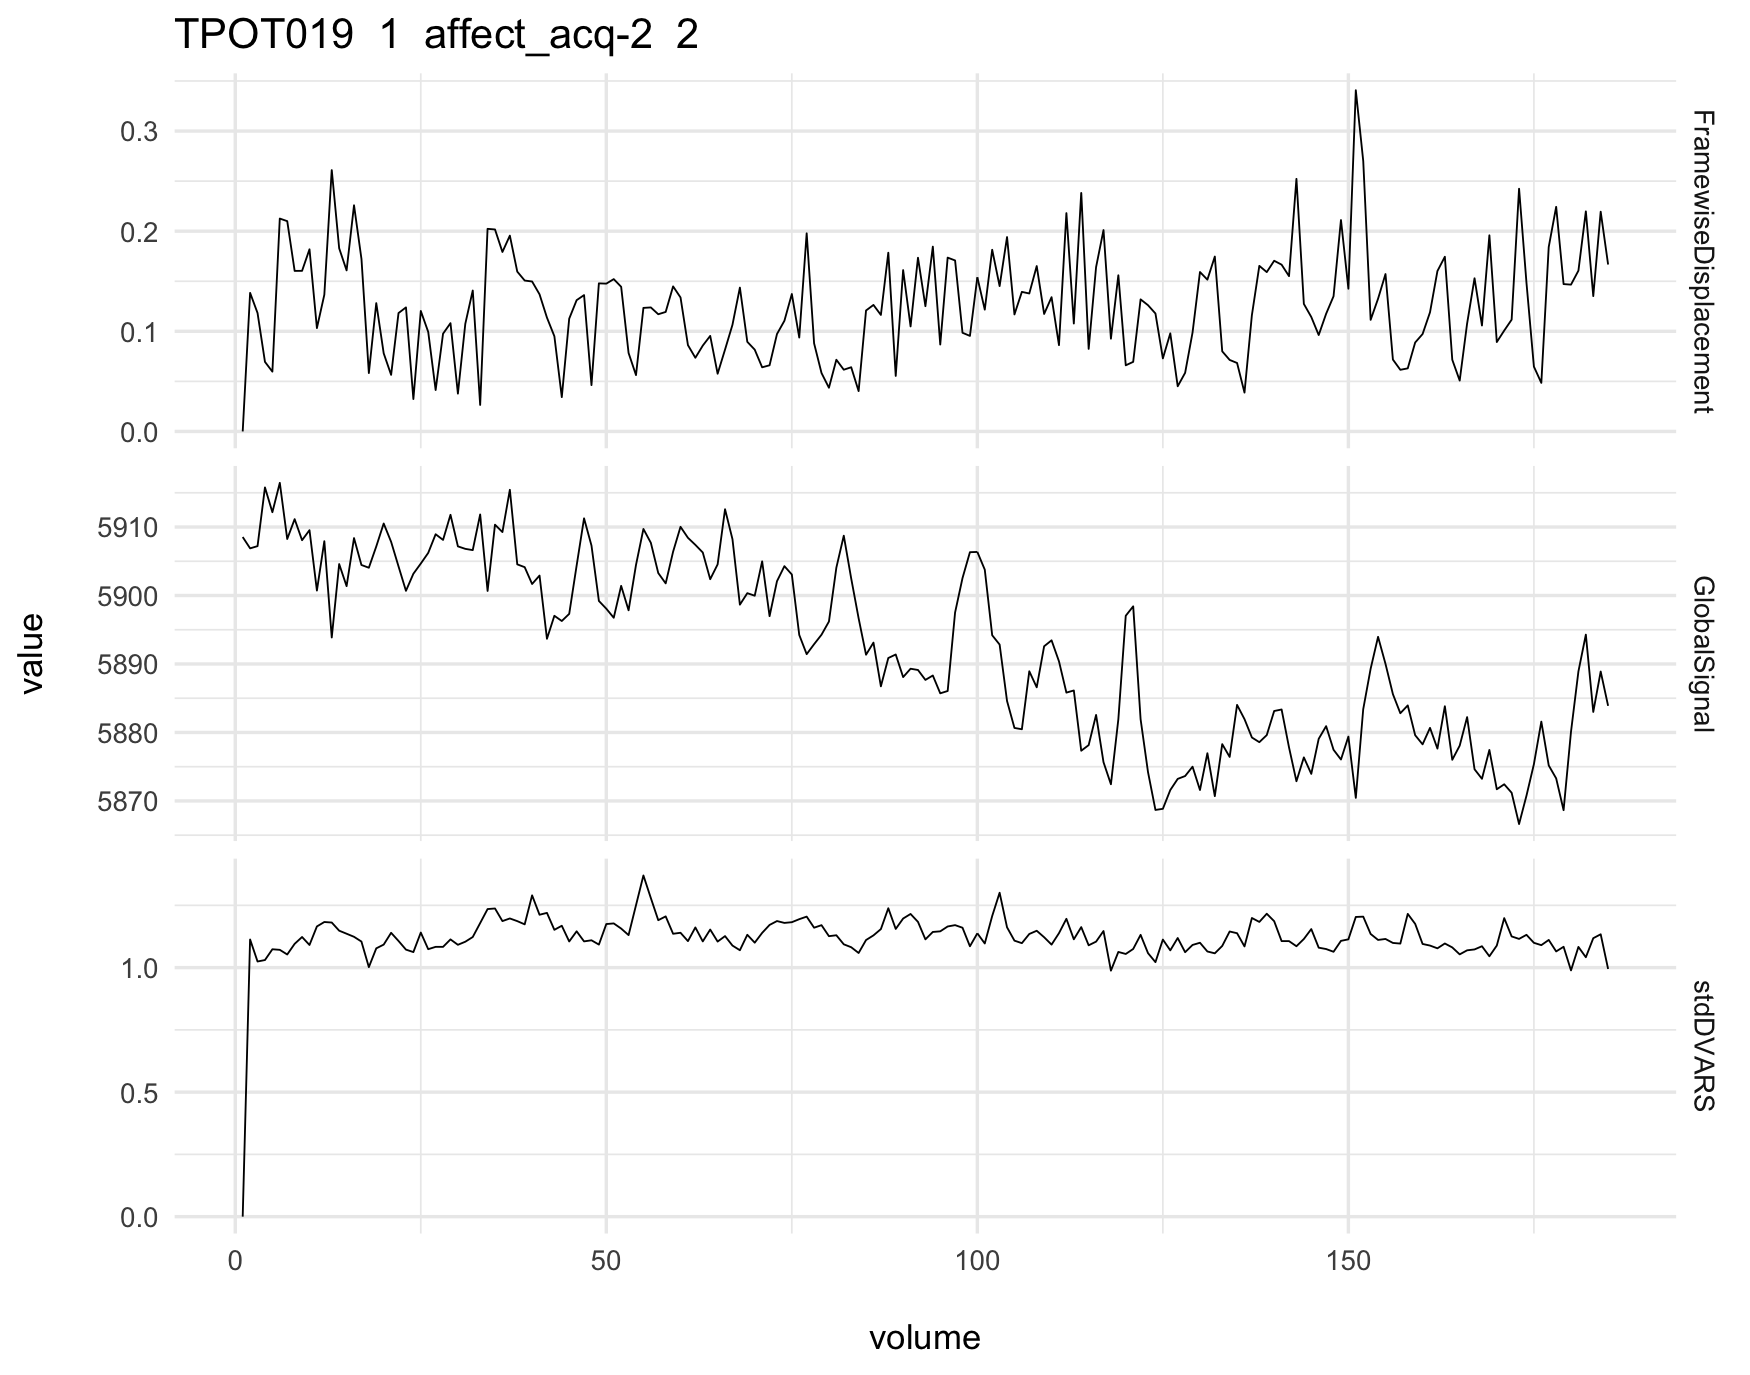 TPOT019 1 affect_acq-2 2
0.3
0.2
0.1
0.0
FramewiseDisplacement
5910
5900
5890
5880
5870
GlobalSignal
1.0
0.5
0.0
stdDVARS
value
0 50 100 150
volume